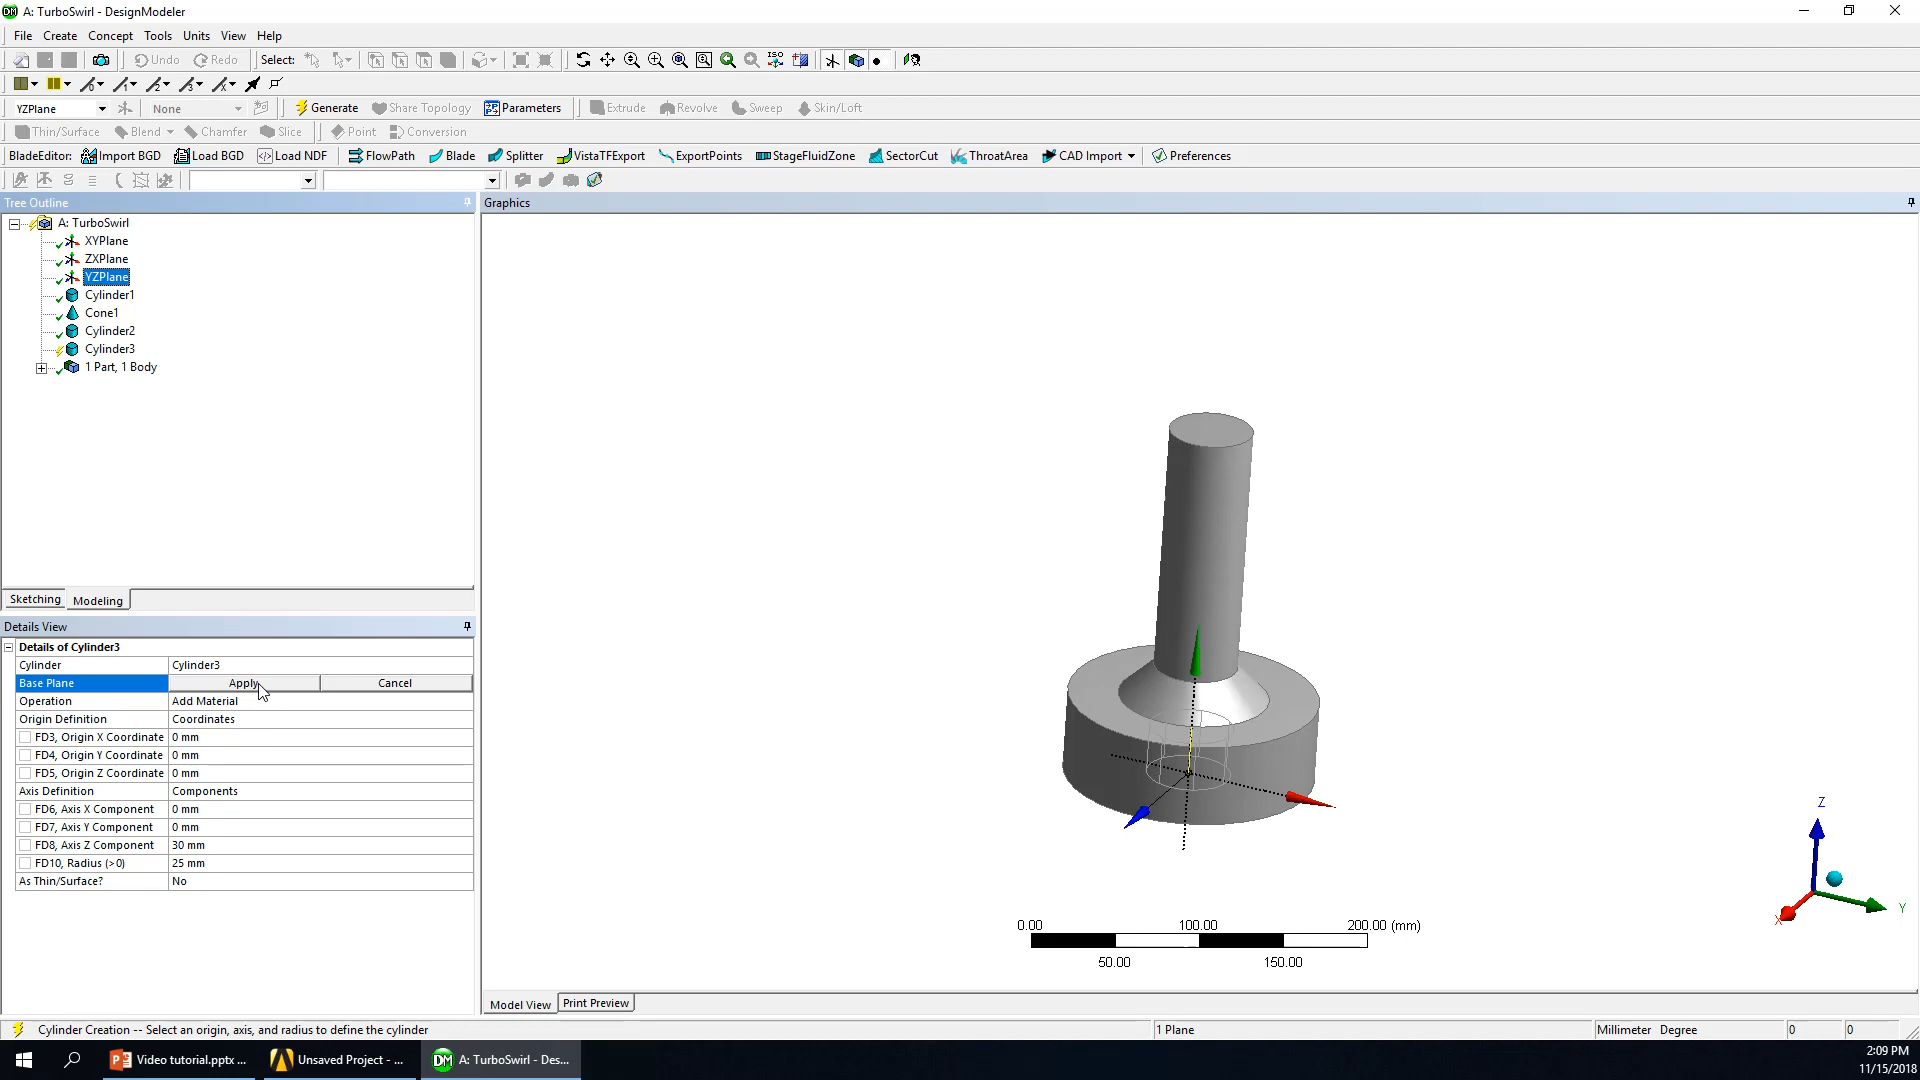 A: TurboSwirl - DesignModeler
File Create Concept Tools Units View Help
Undo Redo Select: ISO
YZPlane None Generate Share Topology Parameters Extrude Revolve Sweep Skin/Loft
Thin/Surface Blend Chamfer Slice Point Conversion
BladeEditor: Import BGD Load BGD Load NDF FlowPath Blade Splitter VistaTFExport ExportPoints StageFluidZone SectorCut ThroatArea CAD Import Preferences
Tree Outline
Graphics
A: TurboSwirl
XYPlane
ZXPlane
YZPlane
Cylinder1
Cone1
Cylinder2
Cylinder3
1 Part, 1 Body
Sketching Modeling
Details View
Details of Cylinder3
Cylinder Cylinder3
Base Plane Apply Cancel
Operation Add Material
Origin Definition Coordinates
FD3, Origin X Coordinate 0 mm
FD4, Origin Y Coordinate 0 mm
FD5, Origin Z Coordinate 0 mm
Axis Definition Components
FD6, Axis X Component 0 mm
FD7, Axis Y Component 0 mm
FD8, Axis Z Component 30 mm
FD10, Radius (>0) 25 mm
As Thin/Surface? No
Z
Y
X
0.00 100.00 200.00 (mm)
50.00 150.00
Model View Print Preview
Cylinder Creation -- Select an origin, axis, and radius to define the cylinder 1 Plane Millimeter Degree 0 0
Video tutorial.pptx ... Unsaved Project - ... DM A: TurboSwirl - Des...
2:09 PM
11/15/2018